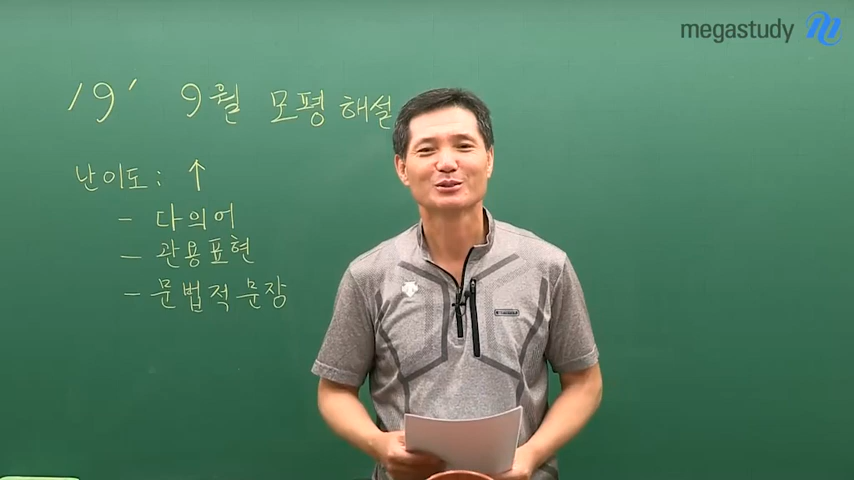 megastudy
19' 9월 모평 해설
난이도: ↑
- 다의어
- 관용표현
- 문법적 문장